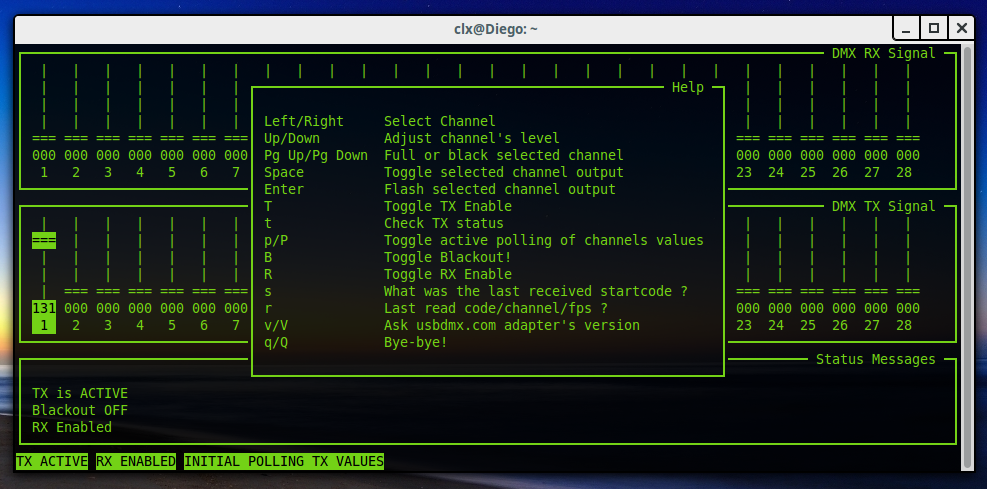 clx@Diego: ~
DMX RX Signal
=== === === === === === === === === === === === ===
000 000 000 000 000 000 000 000 000 000 000 000 000
1 2 3 4 5 6 7 23 24 25 26 27 28
Help
Left/Right Select Channel
Up/Down Adjust channel's level
Pg Up/Pg Down Full or black selected channel
Space Toggle selected channel output
Enter Flash selected channel output
T Toggle TX Enable
t Check TX status
p/P Toggle active polling of channels values
B Toggle Blackout!
R Toggle RX Enable
s What was the last received startcode ?
r Last read code/channel/fps ?
v/V Ask usbdmx.com adapter's version
q/Q Bye-bye!
DMX TX Signal
===
=== === === === === === === === === === === ===
131 000 000 000 000 000 000 000 000 000 000 000 000
1 2 3 4 5 6 7 23 24 25 26 27 28
Status Messages
TX is ACTIVE
Blackout OFF
RX Enabled
TX ACTIVE RX ENABLED INITIAL POLLING TX VALUES